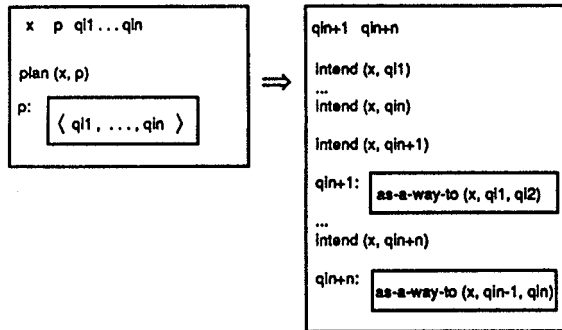 x p qi1...qin
plan (x, p)
p:
⟨ qi1 , ..., qin ⟩
⇒
qin+1 qin+n
intend (x, qi1)
...
intend (x, qin)
intend (x, qin+1)
qin+1: as-a-way-to (x, qi1, qi2)
...
intend (x, qin+n)
qin+n: as-a-way-to (x, qin-1, qin)